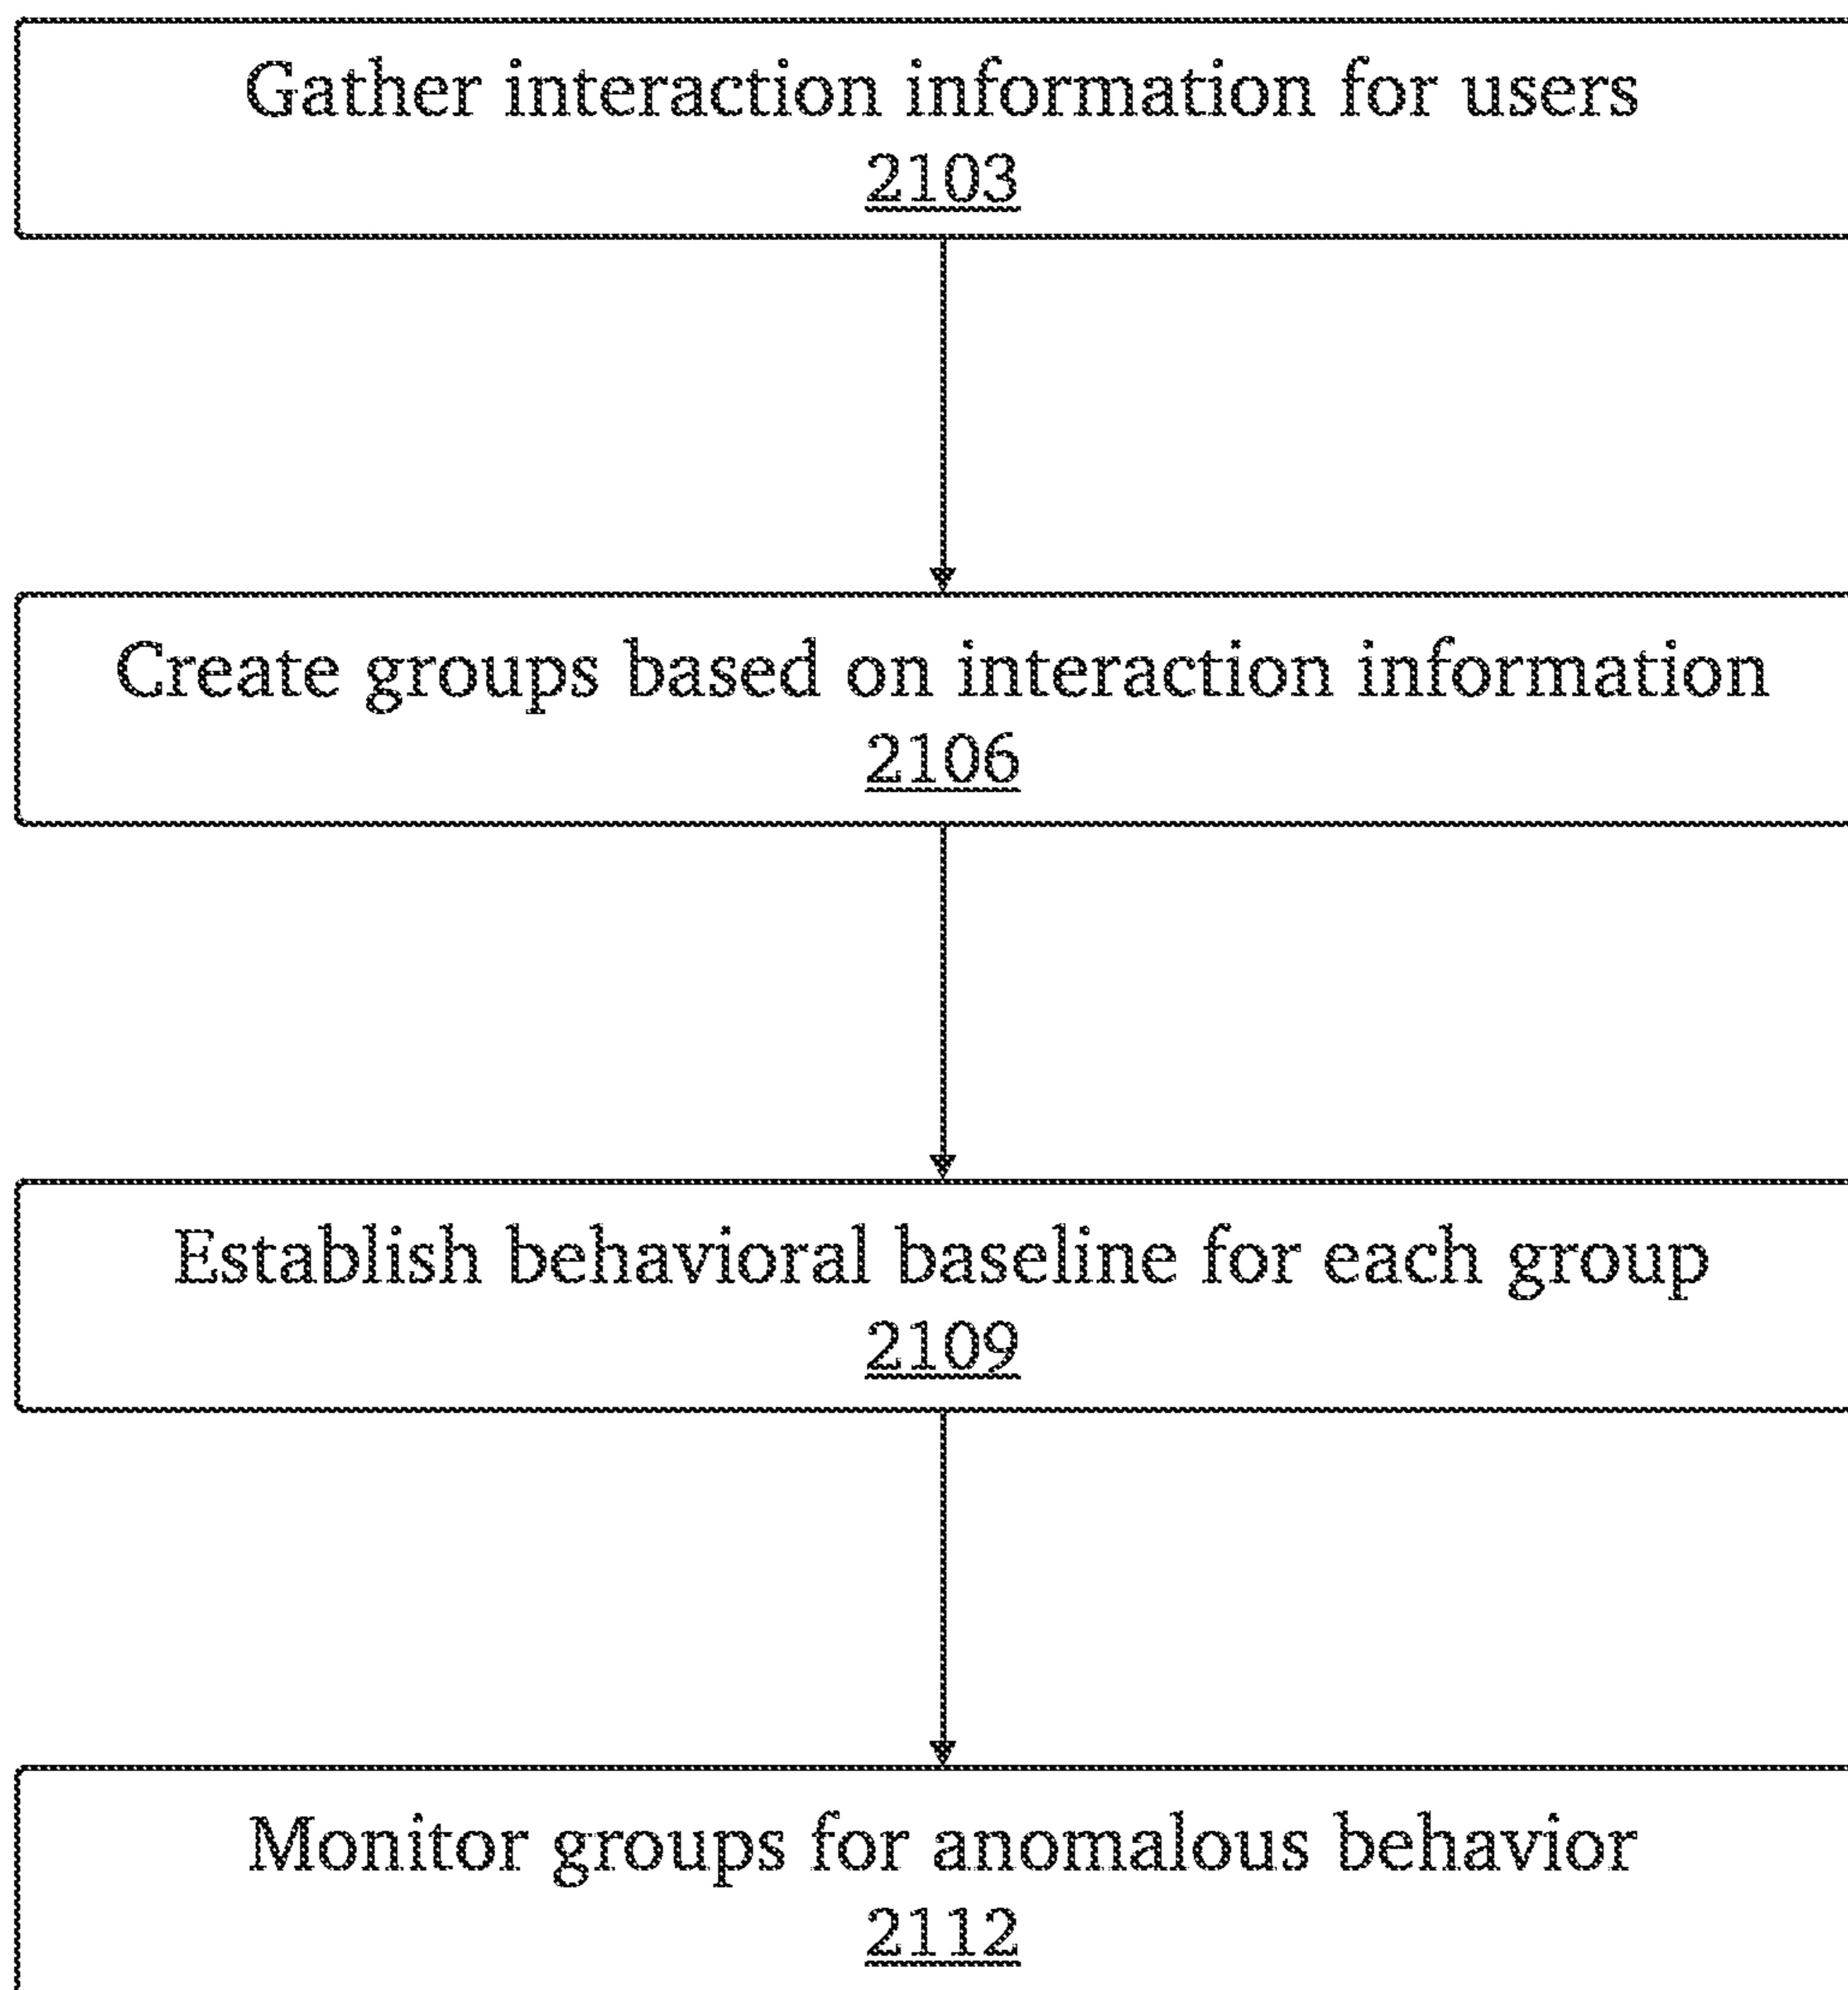 Gather interaction information for users
2103
Create groups based on interaction information
2106
Establish behavioral baseline for each group
2109
Monitor groups for anomalous behavior
2112